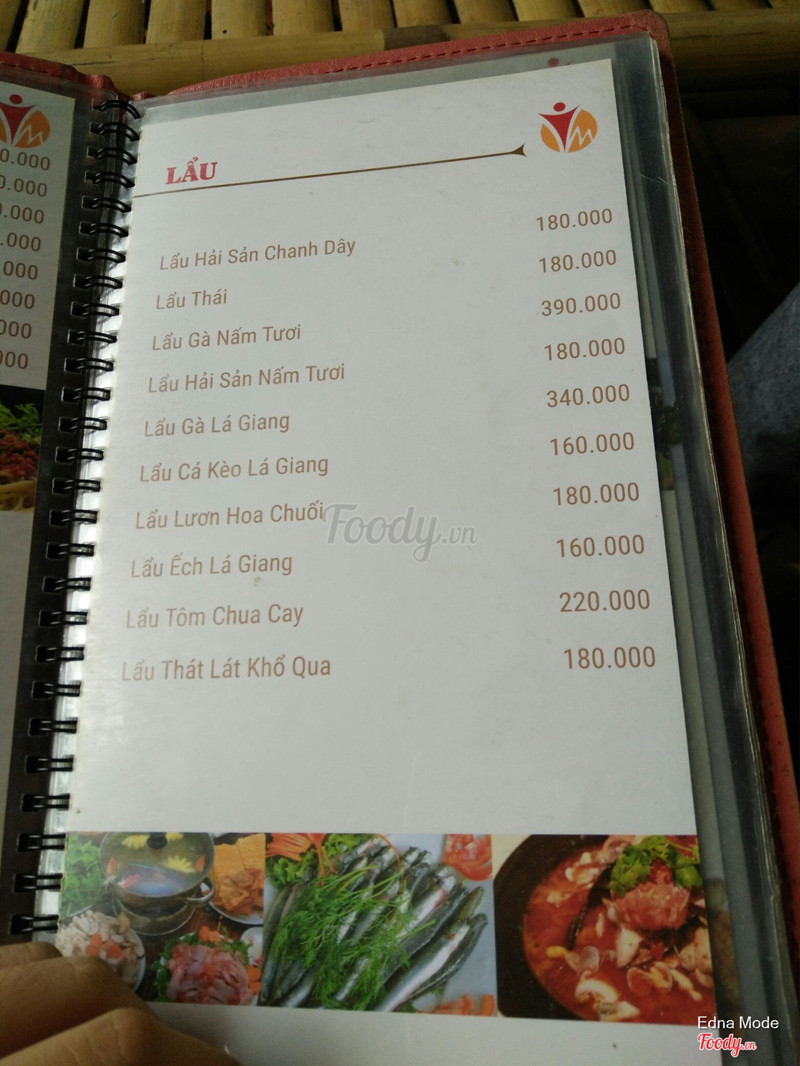 LẨU
Lẩu Hải Sản Chanh Dây 180.000
Lẩu Thái 180.000
Lẩu Gà Nấm Tươi 390.000
Lẩu Hải Sản Nấm Tươi 180.000
Lẩu Gà Lá Giang 340.000
Lẩu Cá Kèo Lá Giang 160.000
Lẩu Lươn Hoa Chuối 180.000
Lẩu Ếch Lá Giang 160.000
Lẩu Tôm Chua Cay 220.000
Lẩu Thát Lát Khổ Qua 180.000
Foody.vn
Edna Mode
Foody.vn